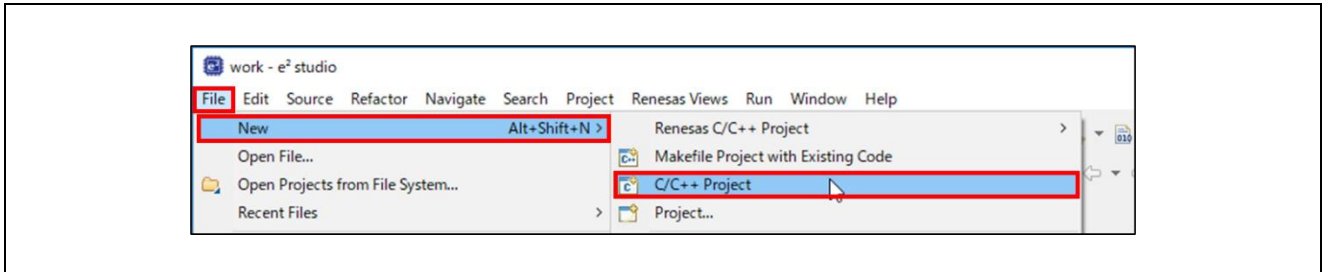 work - e² studio
File Edit Source Refactor Navigate Search Project Renesas Views Run Window Help
New Alt+Shift+N > Renesas C/C++ Project >
Open File... Makefile Project with Existing Code
Open Projects from File System... C/C++ Project
Recent Files > Project...